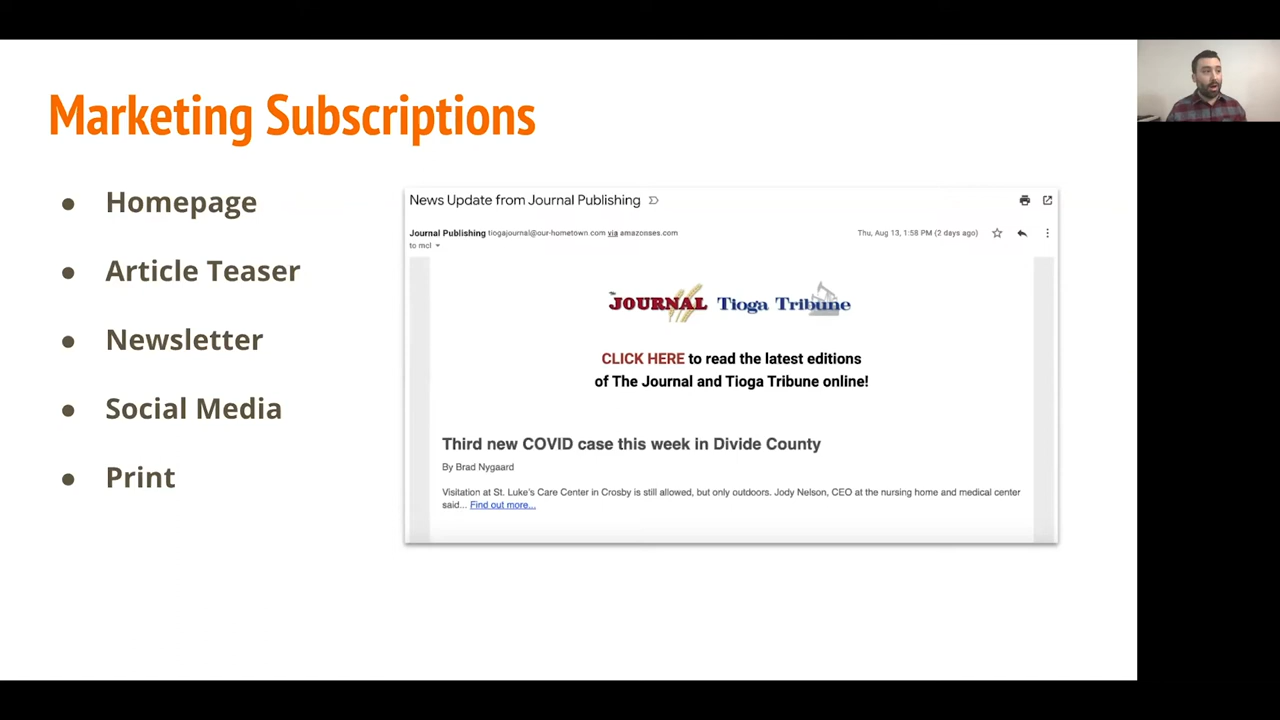 Marketing Subscriptions
● Homepage
● Article Teaser
● Newsletter
● Social Media
● Print
News Update from Journal Publishing
Journal Publishing tiogajournal@our-hometown.com via amazonses.com
Thu, Aug 13, 1:58 PM (2 days ago)
to mcl
JOURNAL Tioga Tribune
CLICK HERE to read the latest editions
of The Journal and Tioga Tribune online!
Third new COVID case this week in Divide County
By Brad Nygaard
Visitation at St. Luke's Care Center in Crosby is still allowed, but only outdoors. Jody Nelson, CEO at the nursing home and medical center
said... Find out more...